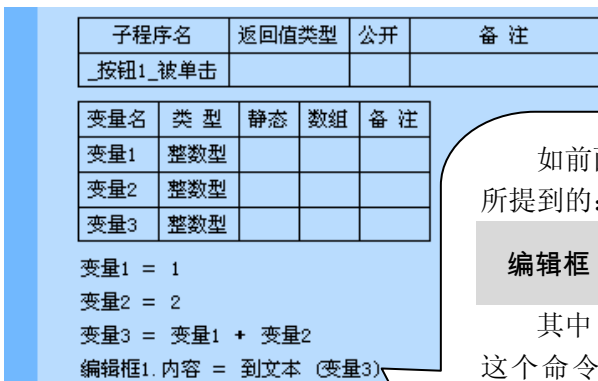 子程序名 返回值类型 公开 备 注
_按钮1_被单击
变量名 类 型 静态 数组 备 注
变量1 整数型
变量2 整数型
变量3 整数型
变量1 = 1
变量2 = 2
变量3 = 变量1 + 变量2
编辑框1.内容 = 到文本 (变量3)
如前
所提到的:
编辑框
其中
这个命令